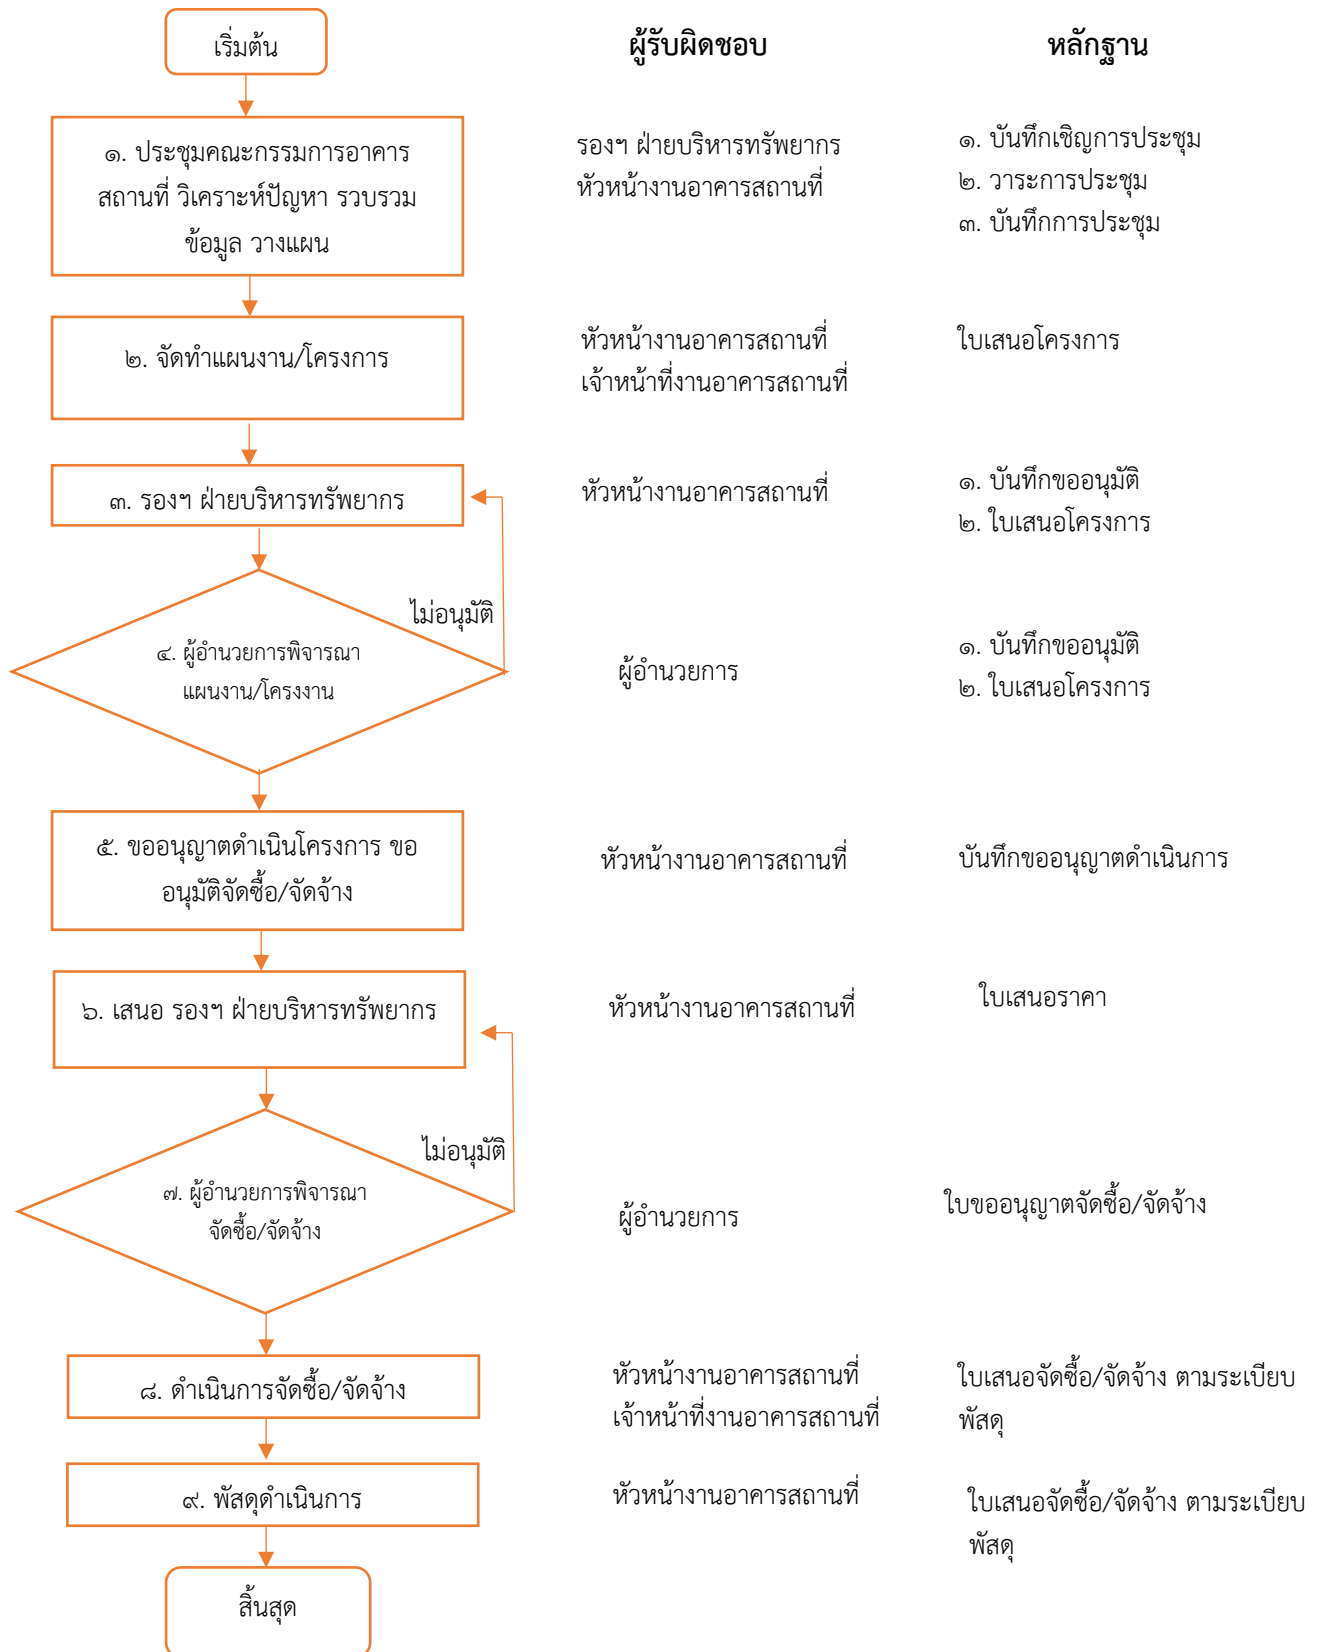 เริ่มต้น
ผู้รับผิดชอบ
หลักฐาน
๑. ประชุมคณะกรรมการอาคาร
สถานที่ วิเคราะห์ปัญหา รวบรวม
ข้อมูล วางแผน
รองฯ ฝ่ายบริหารทรัพยากร
หัวหน้างานอาคารสถานที่
๑. บันทึกเชิญการประชุม
๒. วาระการประชุม
๓. บันทึกการประชุม
๒. จัดทำแผนงาน/โครงการ
หัวหน้างานอาคารสถานที่
เจ้าหน้าที่งานอาคารสถานที่
ใบเสนอโครงการ
๓. รองฯ ฝ่ายบริหารทรัพยากร
หัวหน้างานอาคารสถานที่
๑. บันทึกขออนุมัติ
๒. ใบเสนอโครงการ
ไม่อนุมัติ
๔. ผู้อำนวยการพิจารณา
แผนงาน/โครงงาน
ผู้อำนวยการ
๑. บันทึกขออนุมัติ
๒. ใบเสนอโครงการ
๕. ขออนุญาตดำเนินโครงการ ขอ
อนุมัติจัดซื้อ/จัดจ้าง
หัวหน้างานอาคารสถานที่
บันทึกขออนุญาตดำเนินการ
๖. เสนอ รองฯ ฝ่ายบริหารทรัพยากร
หัวหน้างานอาคารสถานที่
ใบเสนอราคา
ไม่อนุมัติ
๗. ผู้อำนวยการพิจารณา
จัดซื้อ/จัดจ้าง
ผู้อำนวยการ
ใบขออนุญาตจัดซื้อ/จัดจ้าง
๘. ดำเนินการจัดซื้อ/จัดจ้าง
หัวหน้างานอาคารสถานที่
เจ้าหน้าที่งานอาคารสถานที่
ใบเสนอจัดซื้อ/จัดจ้าง ตามระเบียบ
พัสดุ
๙. พัสดุดำเนินการ
หัวหน้างานอาคารสถานที่
ใบเสนอจัดซื้อ/จัดจ้าง ตามระเบียบ
พัสดุ
สิ้นสุด